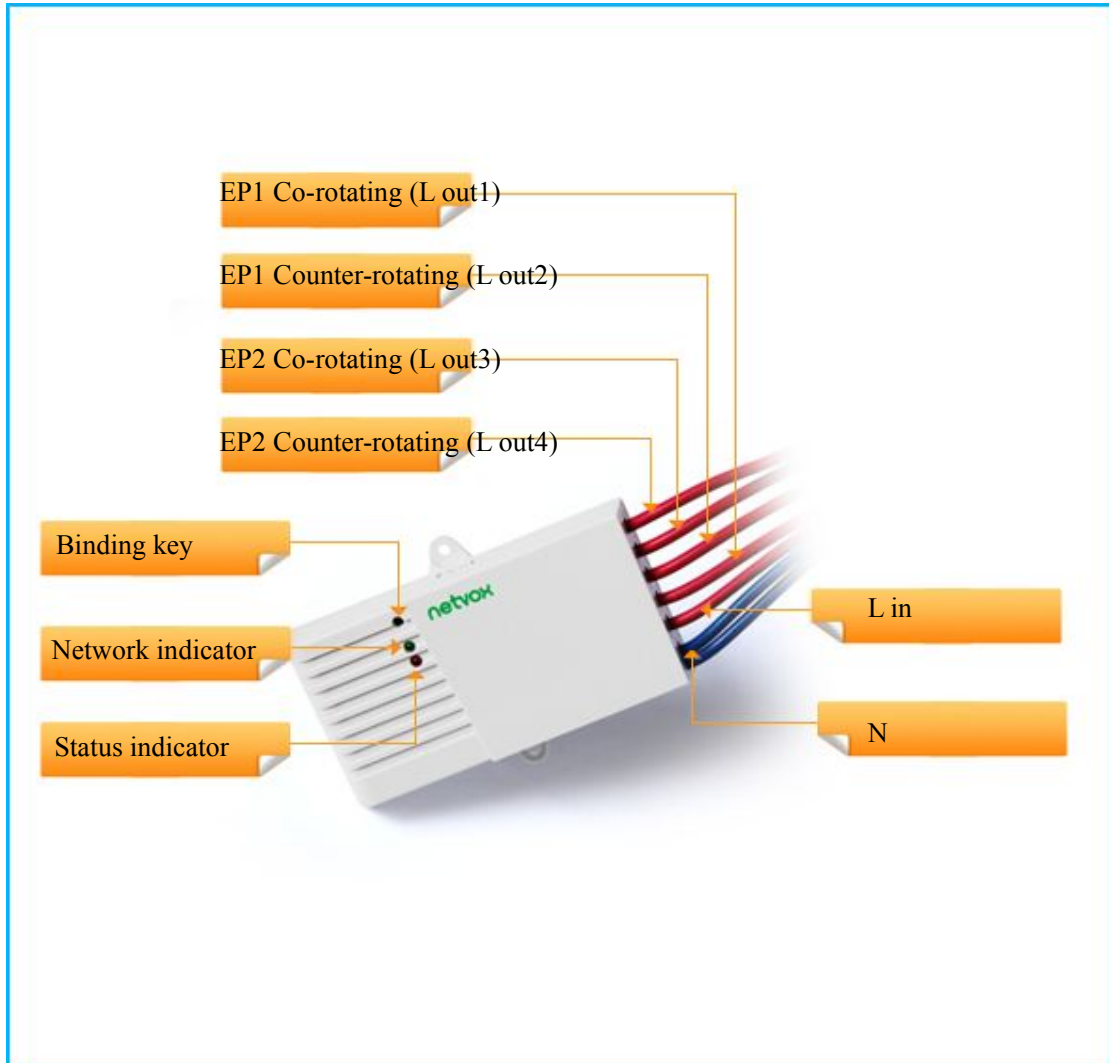 EP1 Co-rotating (L out1)
EP1 Counter-rotating (L out2)
EP2 Co-rotating (L out3)
EP2 Counter-rotating (L out4)
Binding key
netvox
Network indicator
L in
Status indicator
N